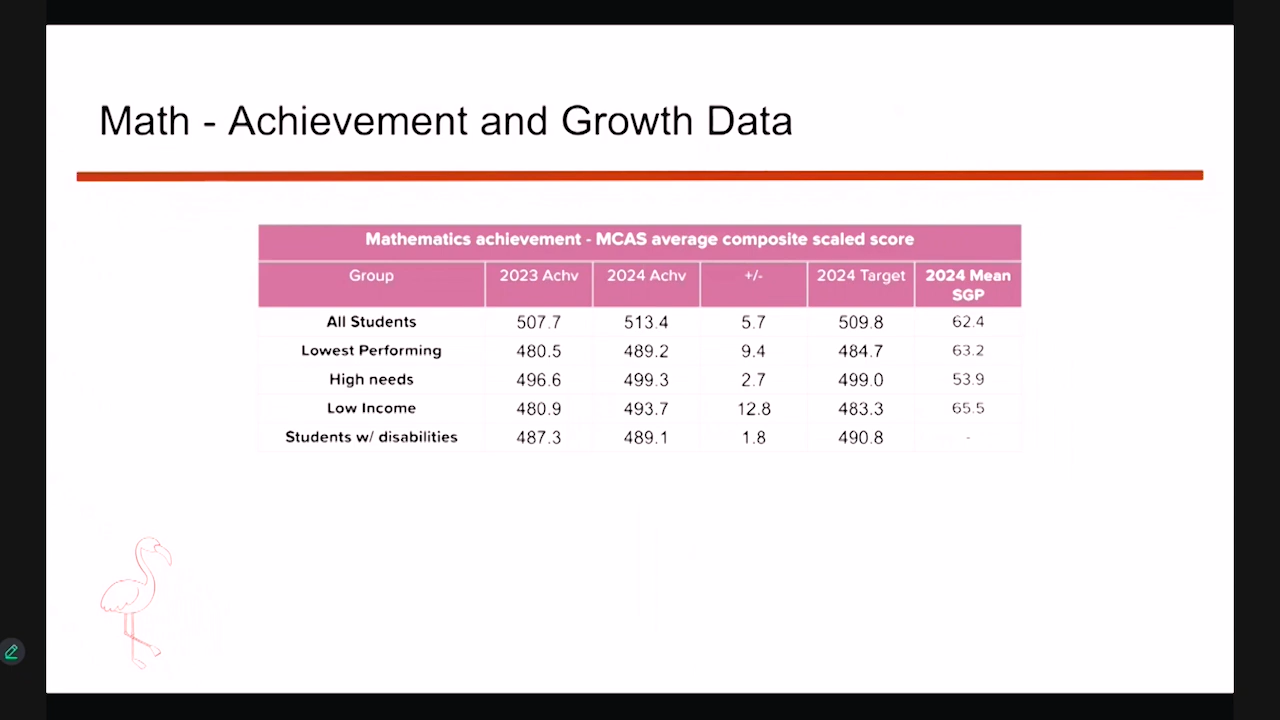 Math - Achievement and Growth Data
Mathematics achievement - MCAS average composite scaled score
Group 2023 Achv 2024 Achv +/- 2024 Target 2024 Mean SGP
All Students 507.7 513.4 5.7 509.8 62.4
Lowest Performing 480.5 489.2 9.4 484.7 63.2
High needs 496.6 499.3 2.7 499.0 53.9
Low Income 480.9 493.7 12.8 483.3 65.5
Students w/ disabilities 487.3 489.1 1.8 490.8 -